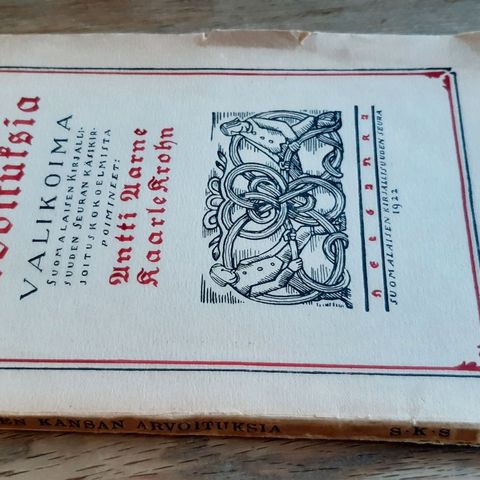 voituksia
VALIKOIMA
SUOMALAISEN KIRJALLI-
SUUDEN SEURAN KÄSIKIR-
JOITUSKOKOELMISTA
POIMINEET:
Antti Aarne
Kaarle Krohn
HELSINKI
SUOMALAISEN KIRJALLISUUDEN SEURA
1922
EN KANSAN ARVOITUKSIA S·K·S